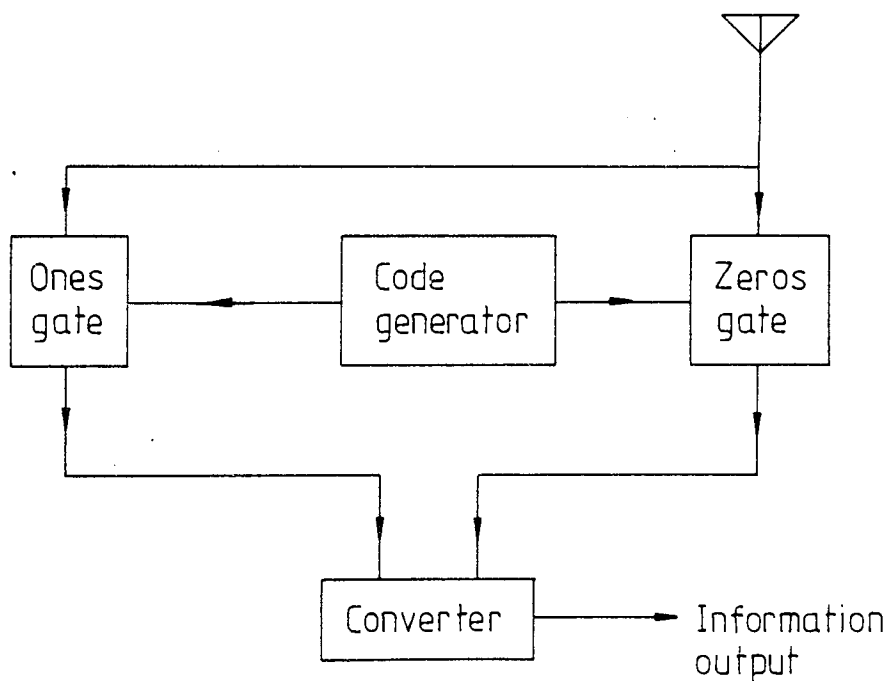 Ones
gate
Code
generator
Zeros
gate
Converter
Information
output